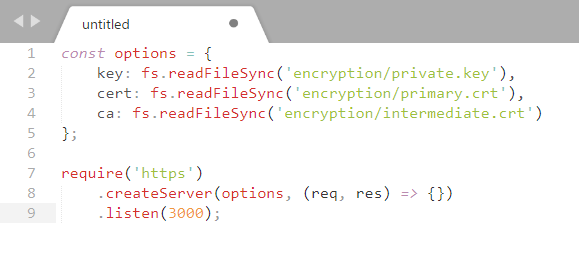 untitled
1 const options = {
2 key: fs.readFileSync('encryption/private.key'),
3 cert: fs.readFileSync('encryption/primary.crt'),
4 ca: fs.readFileSync('encryption/intermediate.crt')
5 };
6
7 require('https')
8 .createServer(options, (req, res) => {})
9 .listen(3000);